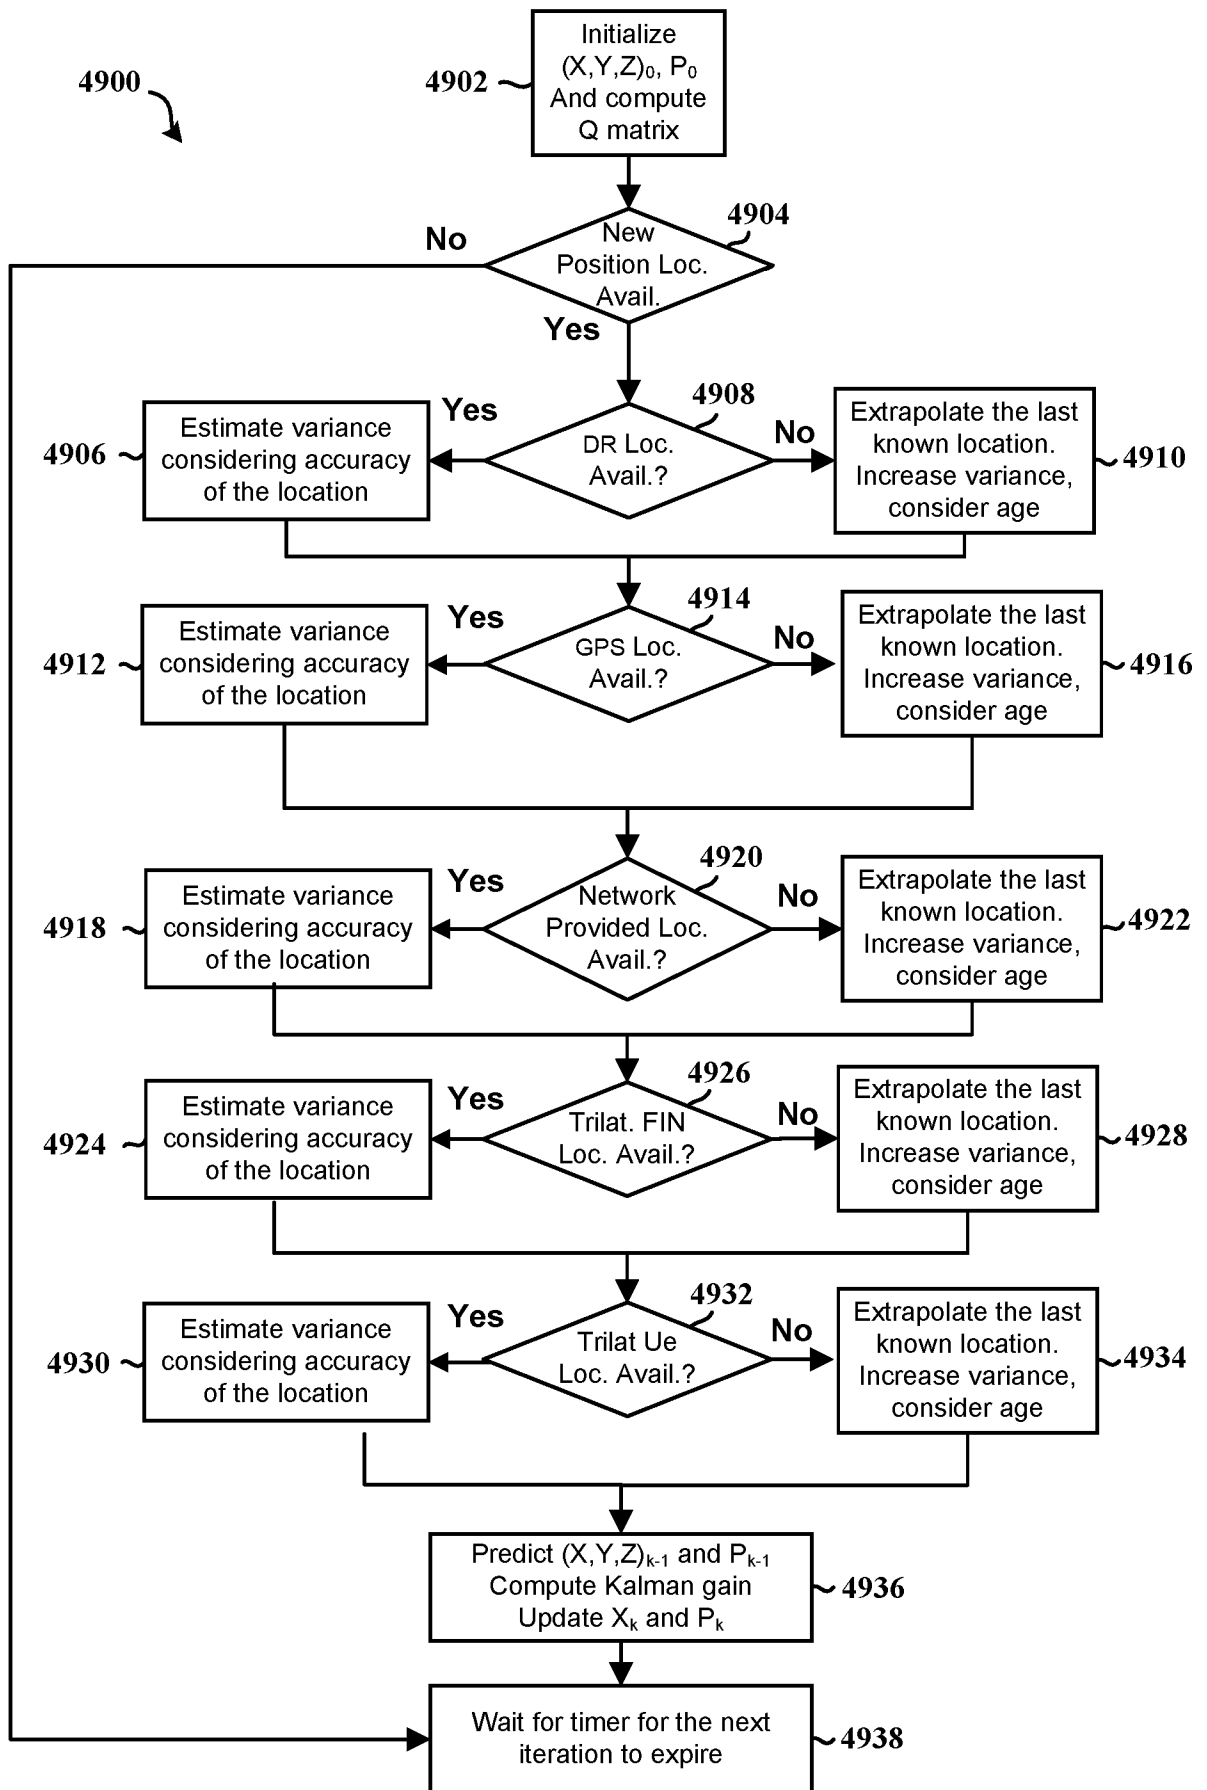 4900
4902
Initialize
(X,Y,Z)₀, P₀
And compute
Q matrix
4904
No
New
Position Loc.
Avail.
Yes
4908
Yes
DR Loc.
Avail.?
No
4906
Estimate variance
considering accuracy
of the location
Extrapolate the last
known location.
Increase variance,
consider age
4910
4914
Yes
GPS Loc.
Avail.?
No
4912
Estimate variance
considering accuracy
of the location
Extrapolate the last
known location.
Increase variance,
consider age
4916
4920
Yes
Network
Provided Loc.
Avail.?
No
4918
Estimate variance
considering accuracy
of the location
Extrapolate the last
known location.
Increase variance,
consider age
4922
4926
Yes
Trilat. FIN
Loc. Avail.?
No
4924
Estimate variance
considering accuracy
of the location
Extrapolate the last
known location.
Increase variance,
consider age
4928
4932
Yes
Trilat Ue
Loc. Avail.?
No
4930
Estimate variance
considering accuracy
of the location
Extrapolate the last
known location.
Increase variance,
consider age
4934
Predict (X,Y,Z)ₖ₋₁ and Pₖ₋₁
Compute Kalman gain
Update Xₖ and Pₖ
4936
Wait for timer for the next
iteration to expire
4938